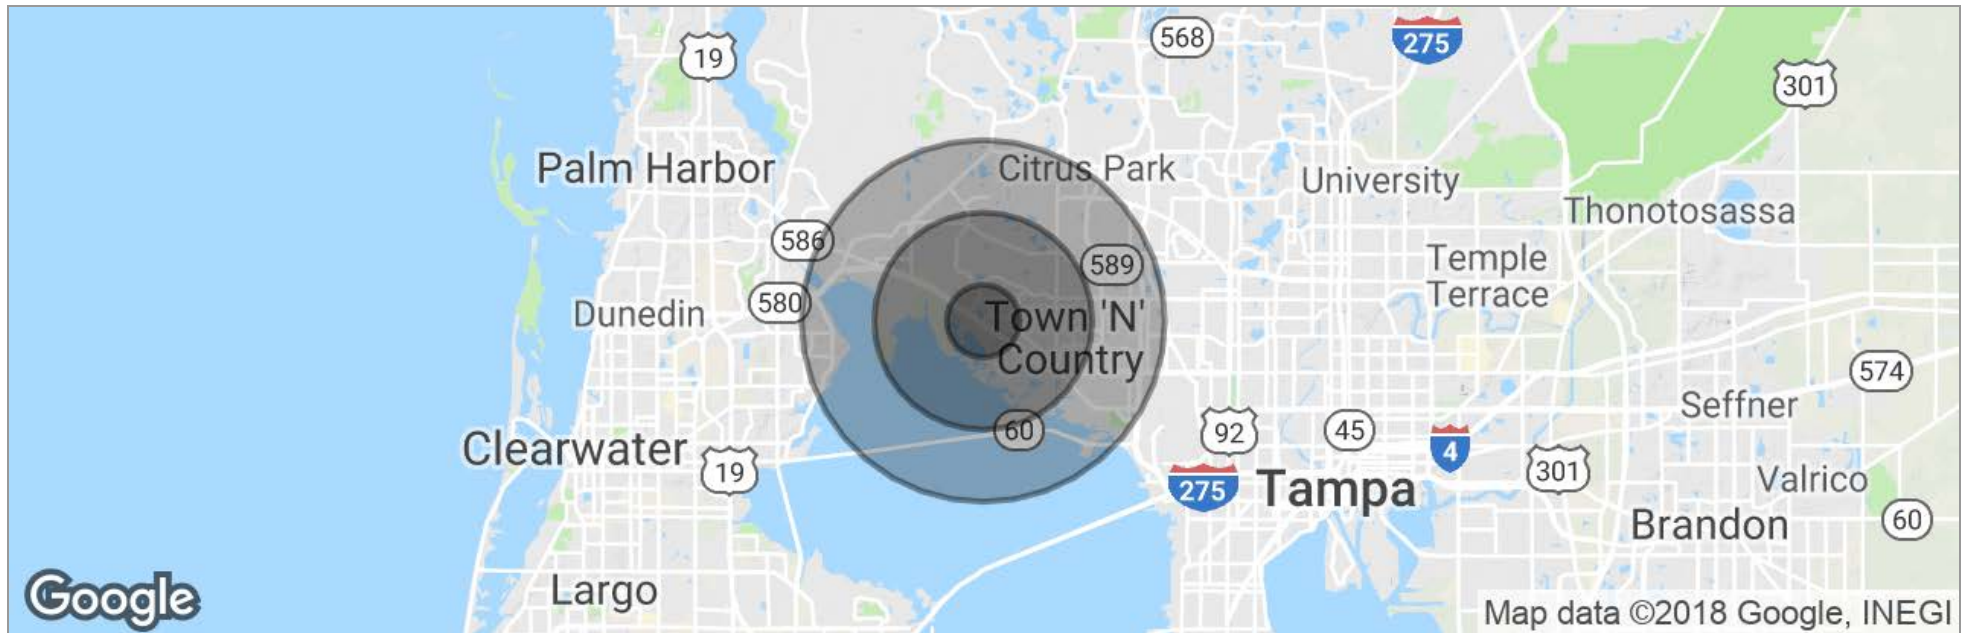 568
275
19
301
Palm Harbor
Citrus Park
University
Thonotosassa
586
589
Temple
Terrace
580
Dunedin
Town 'N'
Country
574
Seffner
60
92
45
Clearwater
19
4
301
275
Tampa
Valrico
Brandon
60
Largo
Google
Map data ©2018 Google, INEGI